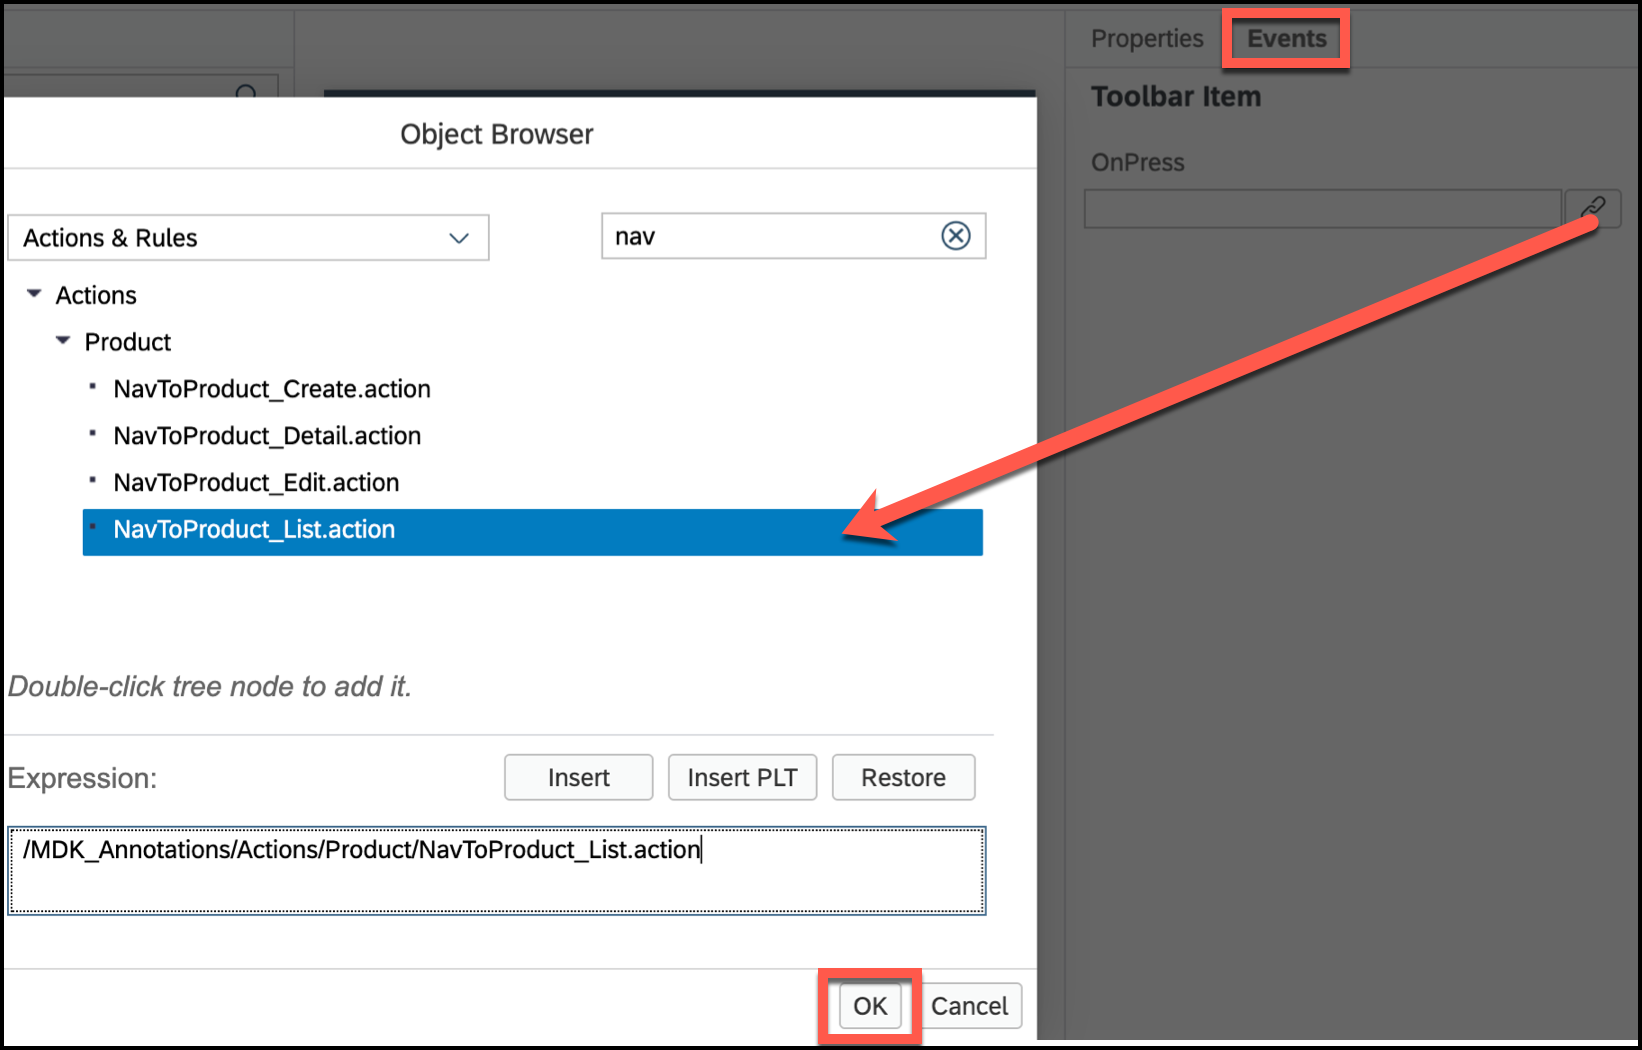 Properties
Events
Toolbar Item
OnPress
Object Browser
Actions & Rules
nav
Actions
Product
NavToProduct_Create.action
NavToProduct_Detail.action
NavToProduct_Edit.action
NavToProduct_List.action
Double-click tree node to add it.
Expression:
Insert
Insert PLT
Restore
/MDK_Annotations/Actions/Product/NavToProduct_List.action
OK
Cancel